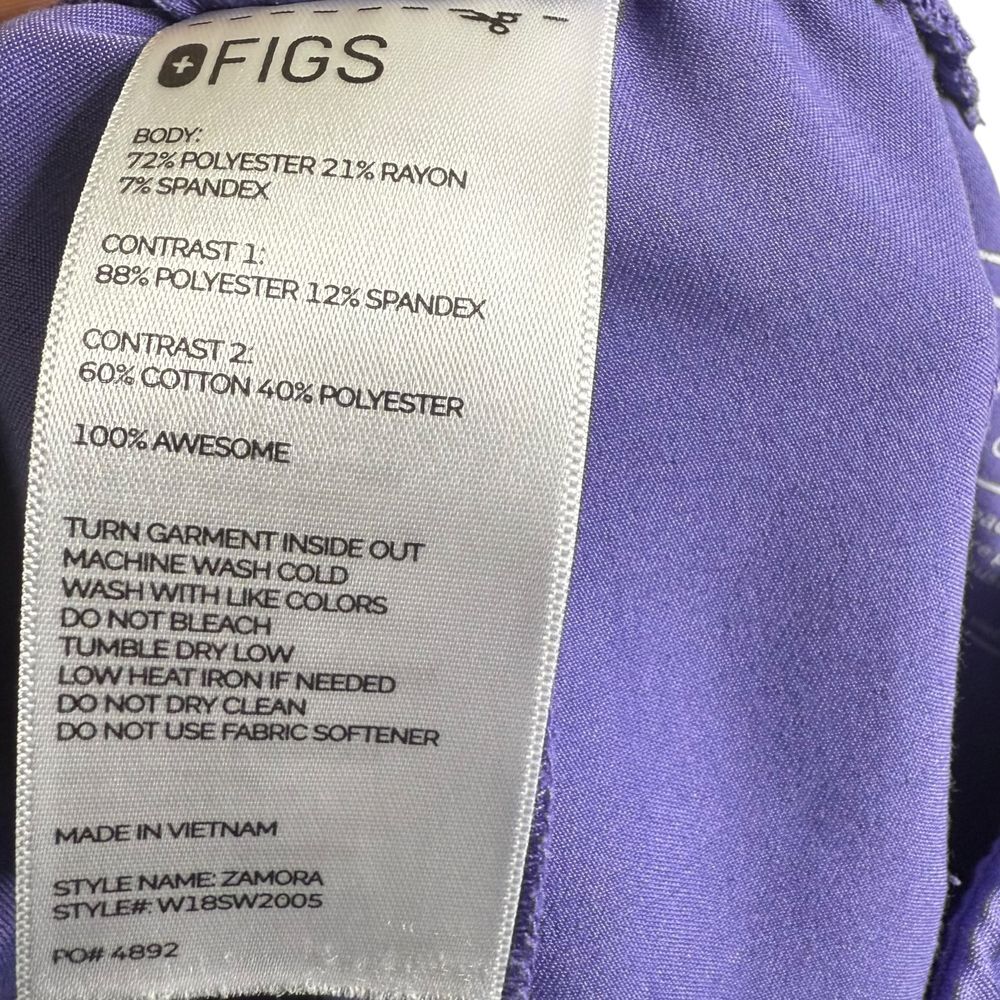 FIGS
BODY:
72% POLYESTER 21% RAYON
7% SPANDEX
CONTRAST 1:
88% POLYESTER 12% SPANDEX
CONTRAST 2:
60% COTTON 40% POLYESTER
100% AWESOME
TURN GARMENT INSIDE OUT
MACHINE WASH COLD
WASH WITH LIKE COLORS
DO NOT BLEACH
TUMBLE DRY LOW
LOW HEAT IRON IF NEEDED
DO NOT DRY CLEAN
DO NOT USE FABRIC SOFTENER
MADE IN VIETNAM
STYLE NAME: ZAMORA
STYLE#: W18SW2005
PO# 4892